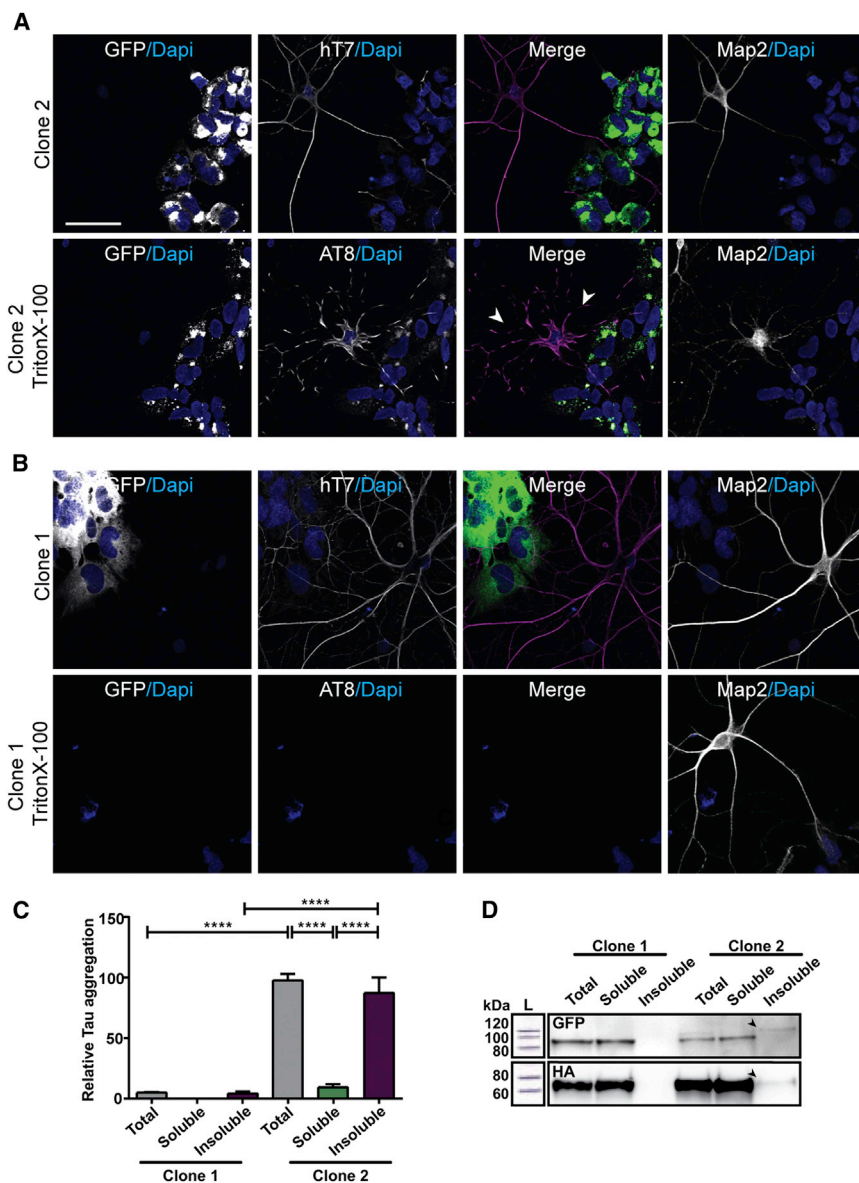 A
GFP/Dapi
hT7/Dapi
Merge
Map2/Dapi
Clone 2
GFP/Dapi
AT8/Dapi
Merge
Map2/Dapi
Clone 2
TritonX-100
B
GFP/Dapi
hT7/Dapi
Merge
Map2/Dapi
Clone 1
GFP/Dapi
AT8/Dapi
Merge
Map2/Dapi
Clone 1
TritonX-100
C
Relative Tau aggregation
150
100
50
0
****
****
****
****
Total
Soluble
Insoluble
Total
Soluble
Insoluble
Clone 1
Clone 2
D
Clone 1
Clone 2
Total
Soluble
Insoluble
Total
Soluble
Insoluble
kDa
L
120
100
80
GFP
80
60
HA